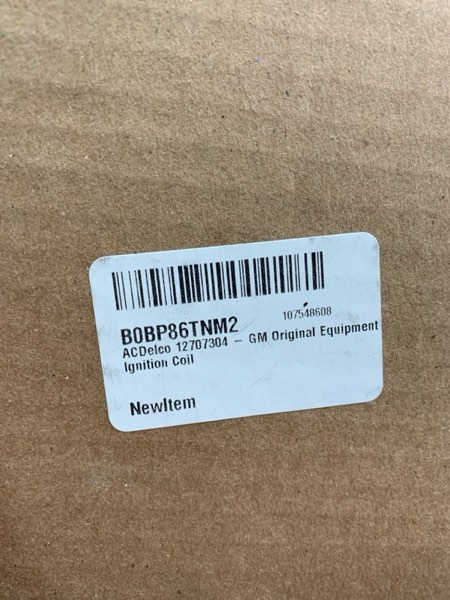 B0BP86TNM2
107548608
ACDelco 12707304 – GM Original Equipment
Ignition Coil
NewItem